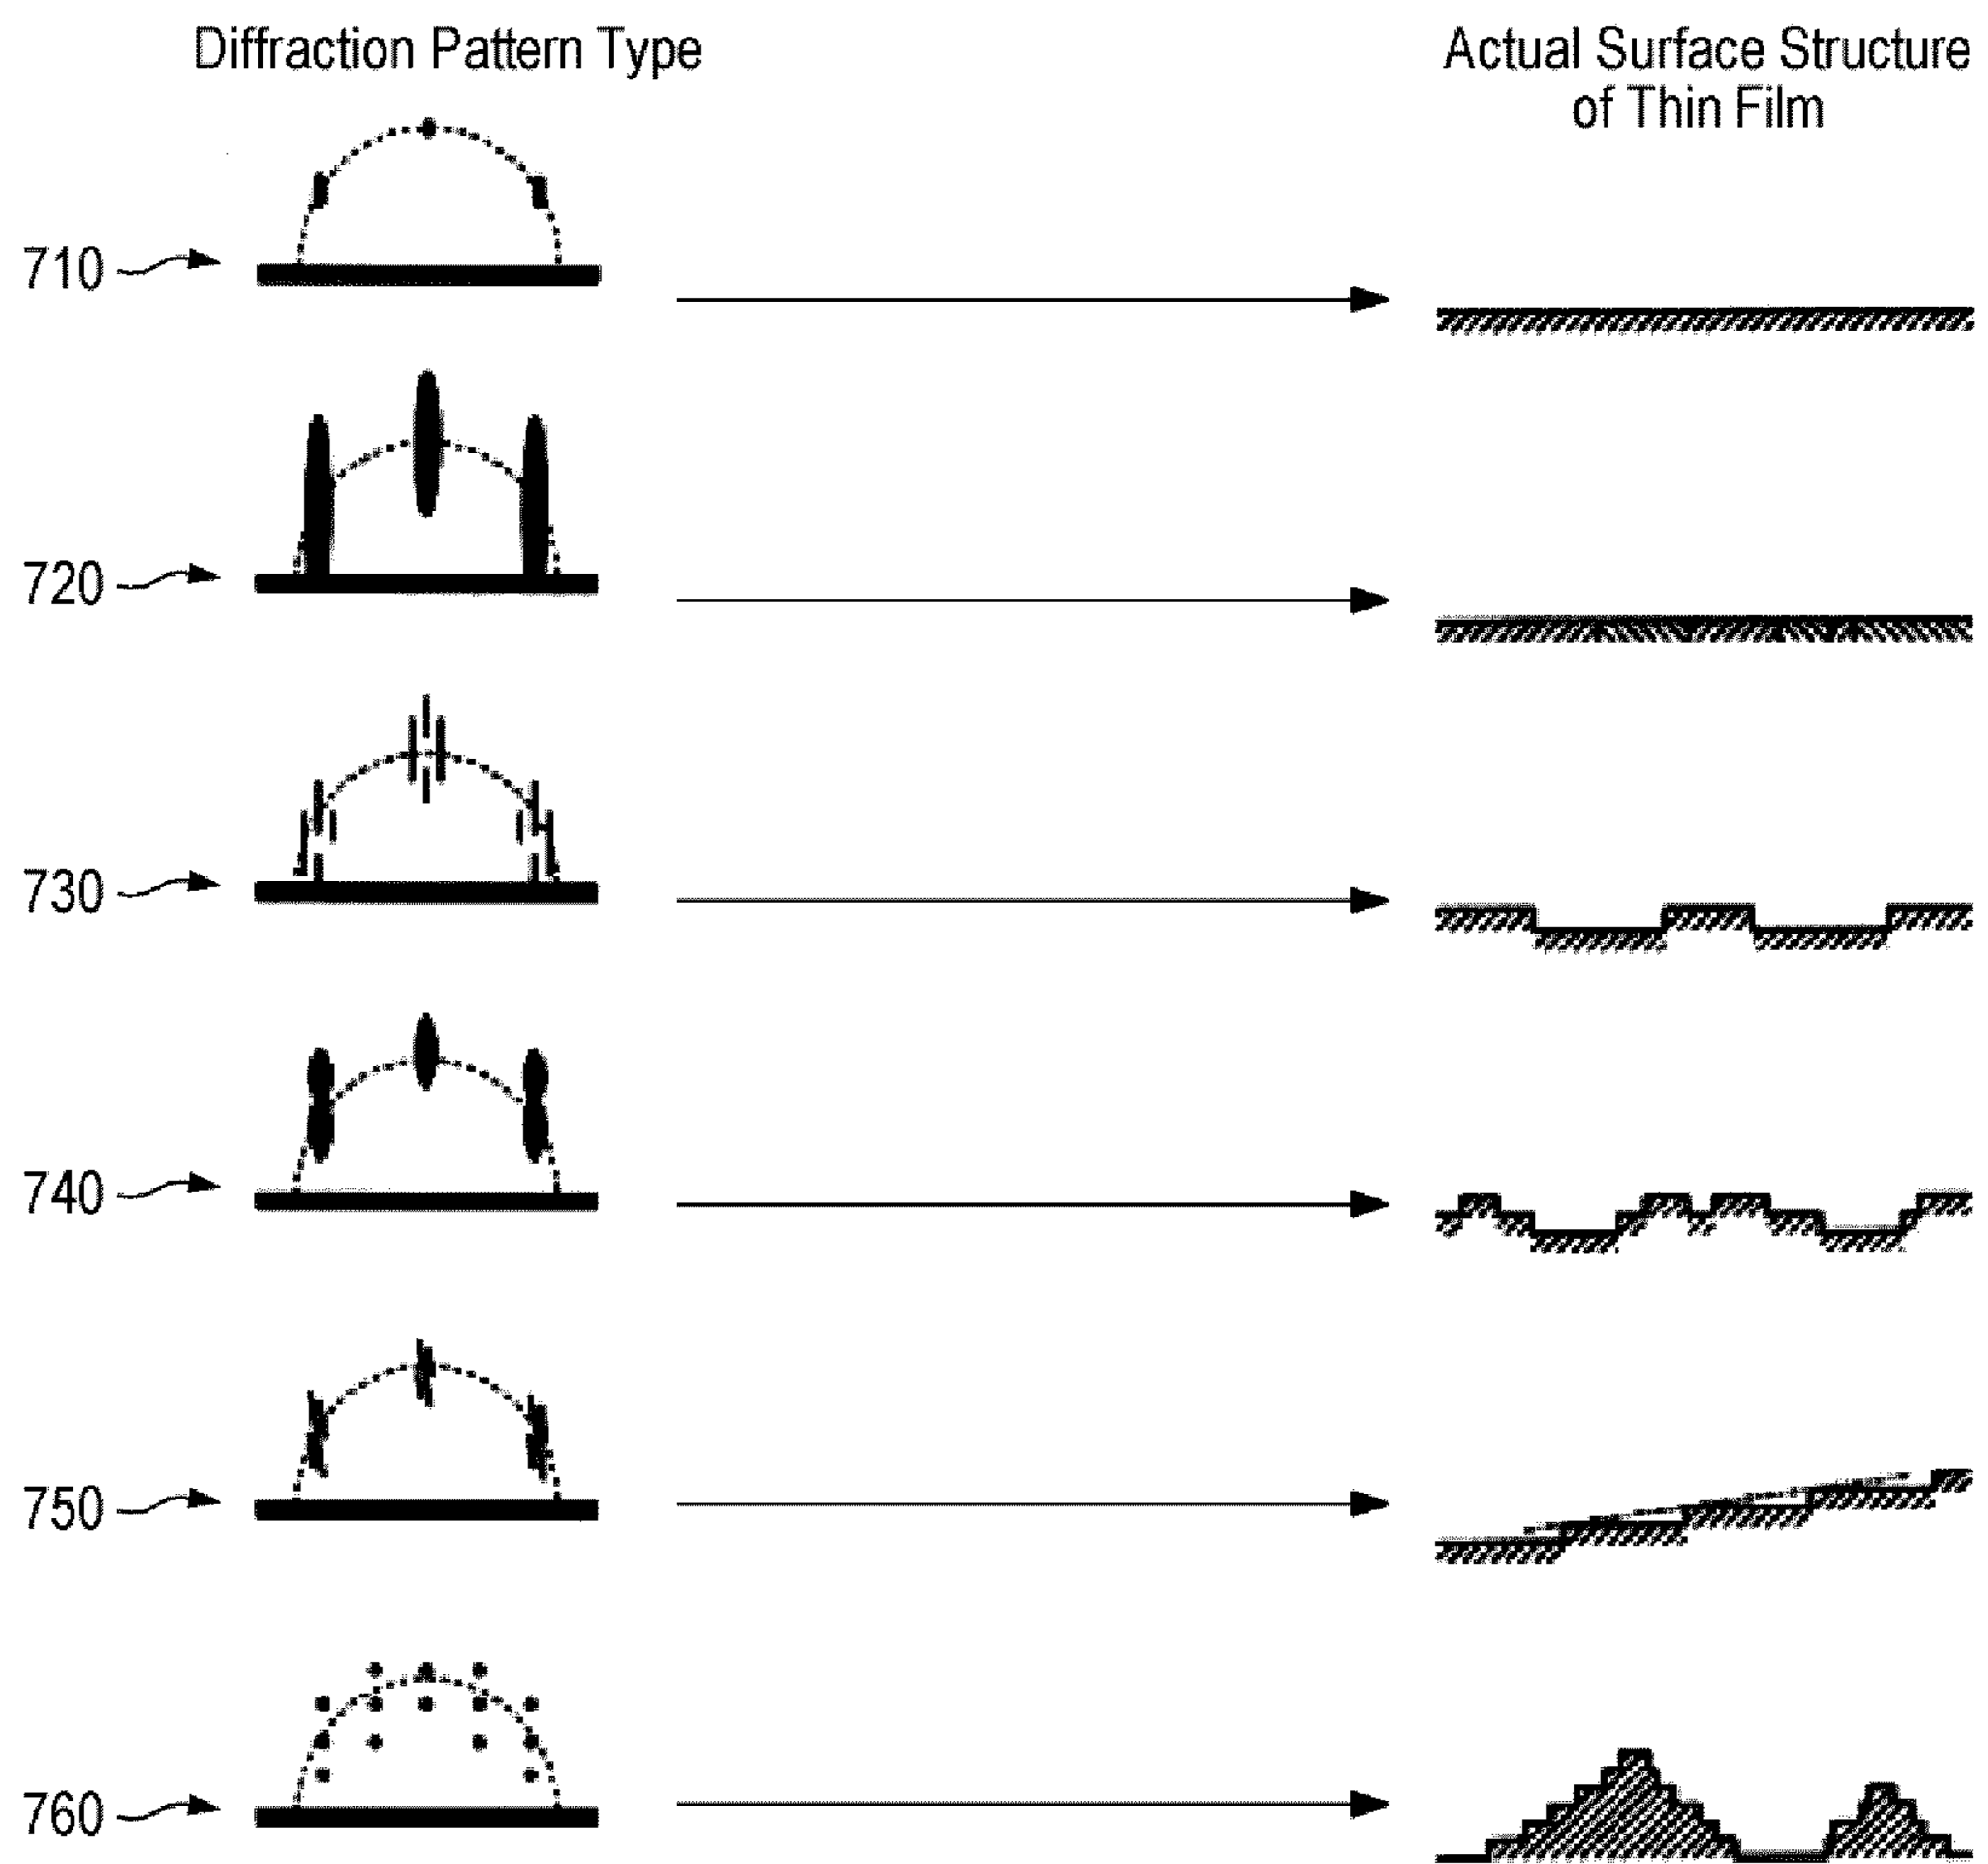 Diffraction Pattern Type
Actual Surface Structure
of Thin Film
710
720
730
740
750
760